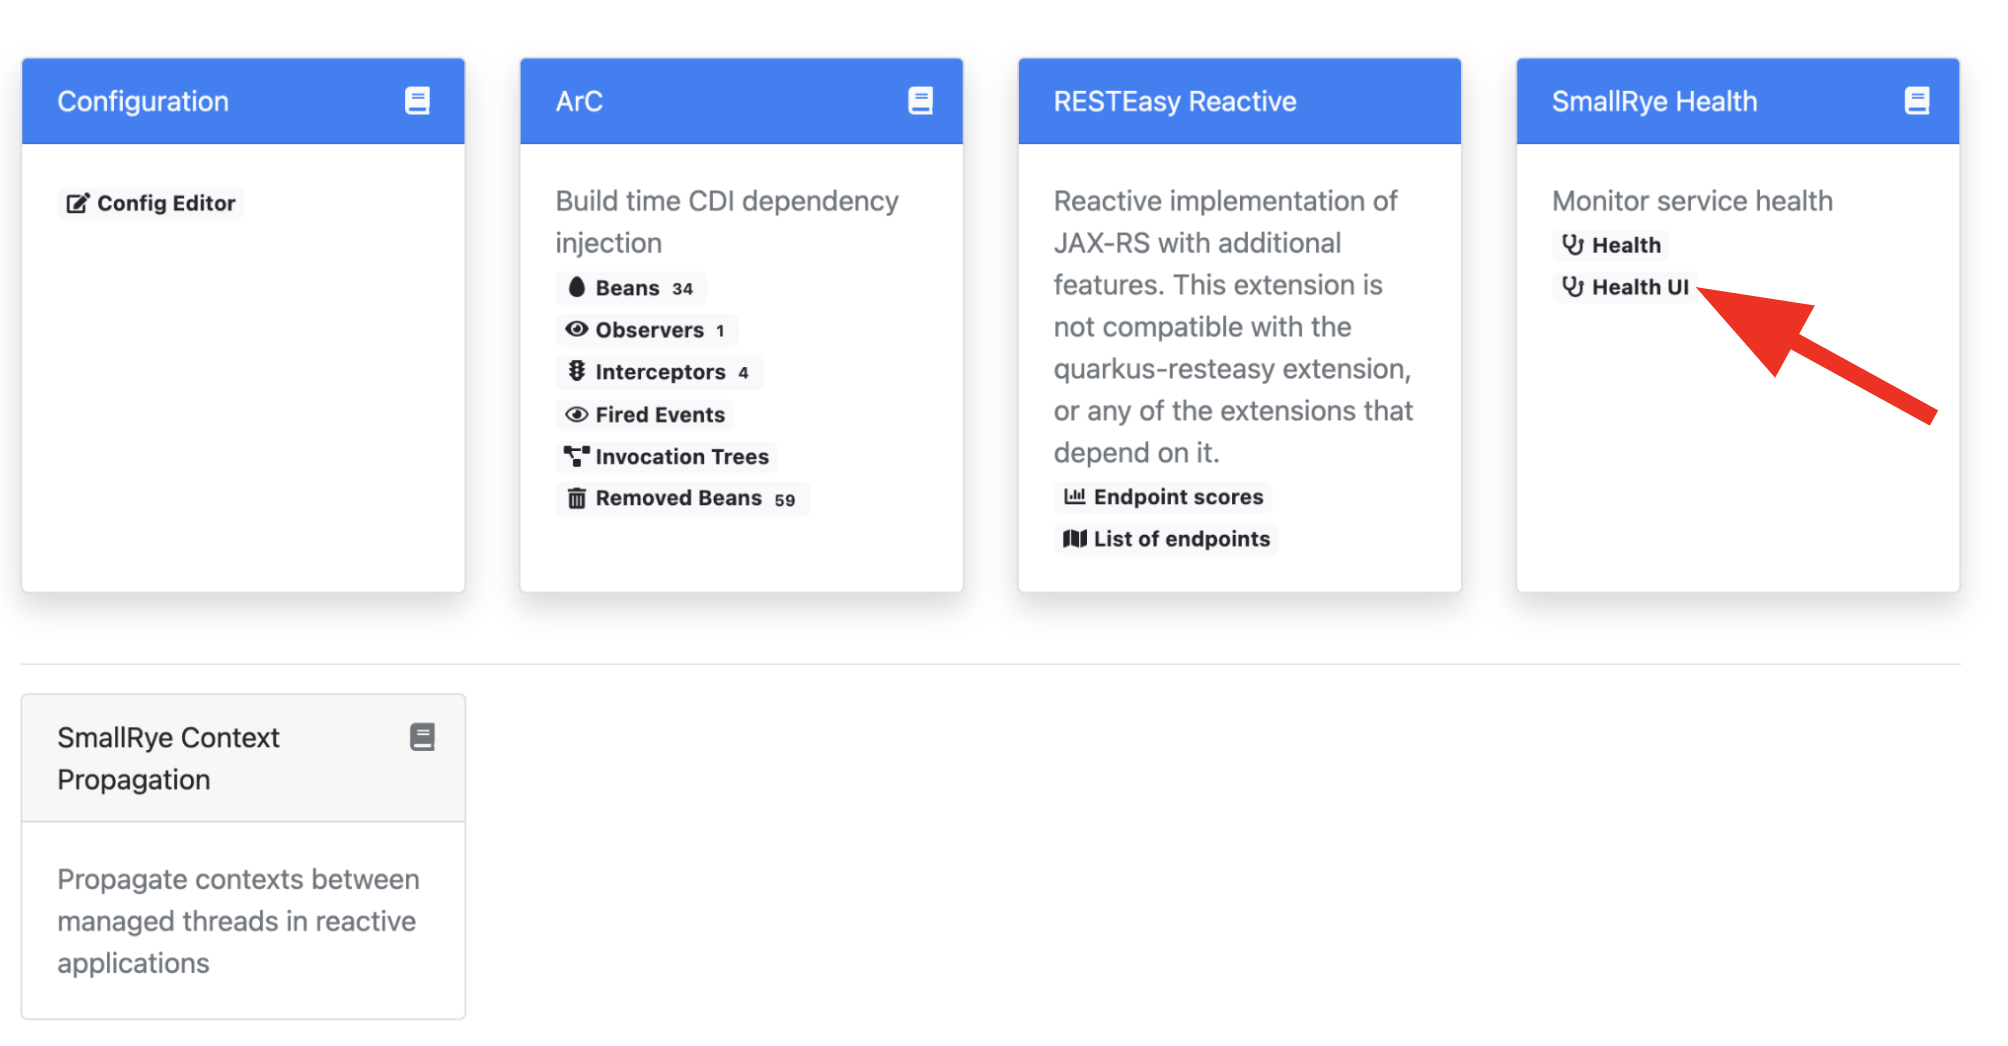 Configuration
Config Editor
ArC
Build time CDI dependency
injection
Beans 34
Observers 1
Interceptors 4
Fired Events
Invocation Trees
Removed Beans 59
RESTEasy Reactive
Reactive implementation of
JAX-RS with additional
features. This extension is
not compatible with the
quarkus-resteasy extension,
or any of the extensions that
depend on it.
Endpoint scores
List of endpoints
SmallRye Health
Monitor service health
Health
Health UI
SmallRye Context
Propagation
Propagate contexts between
managed threads in reactive
applications